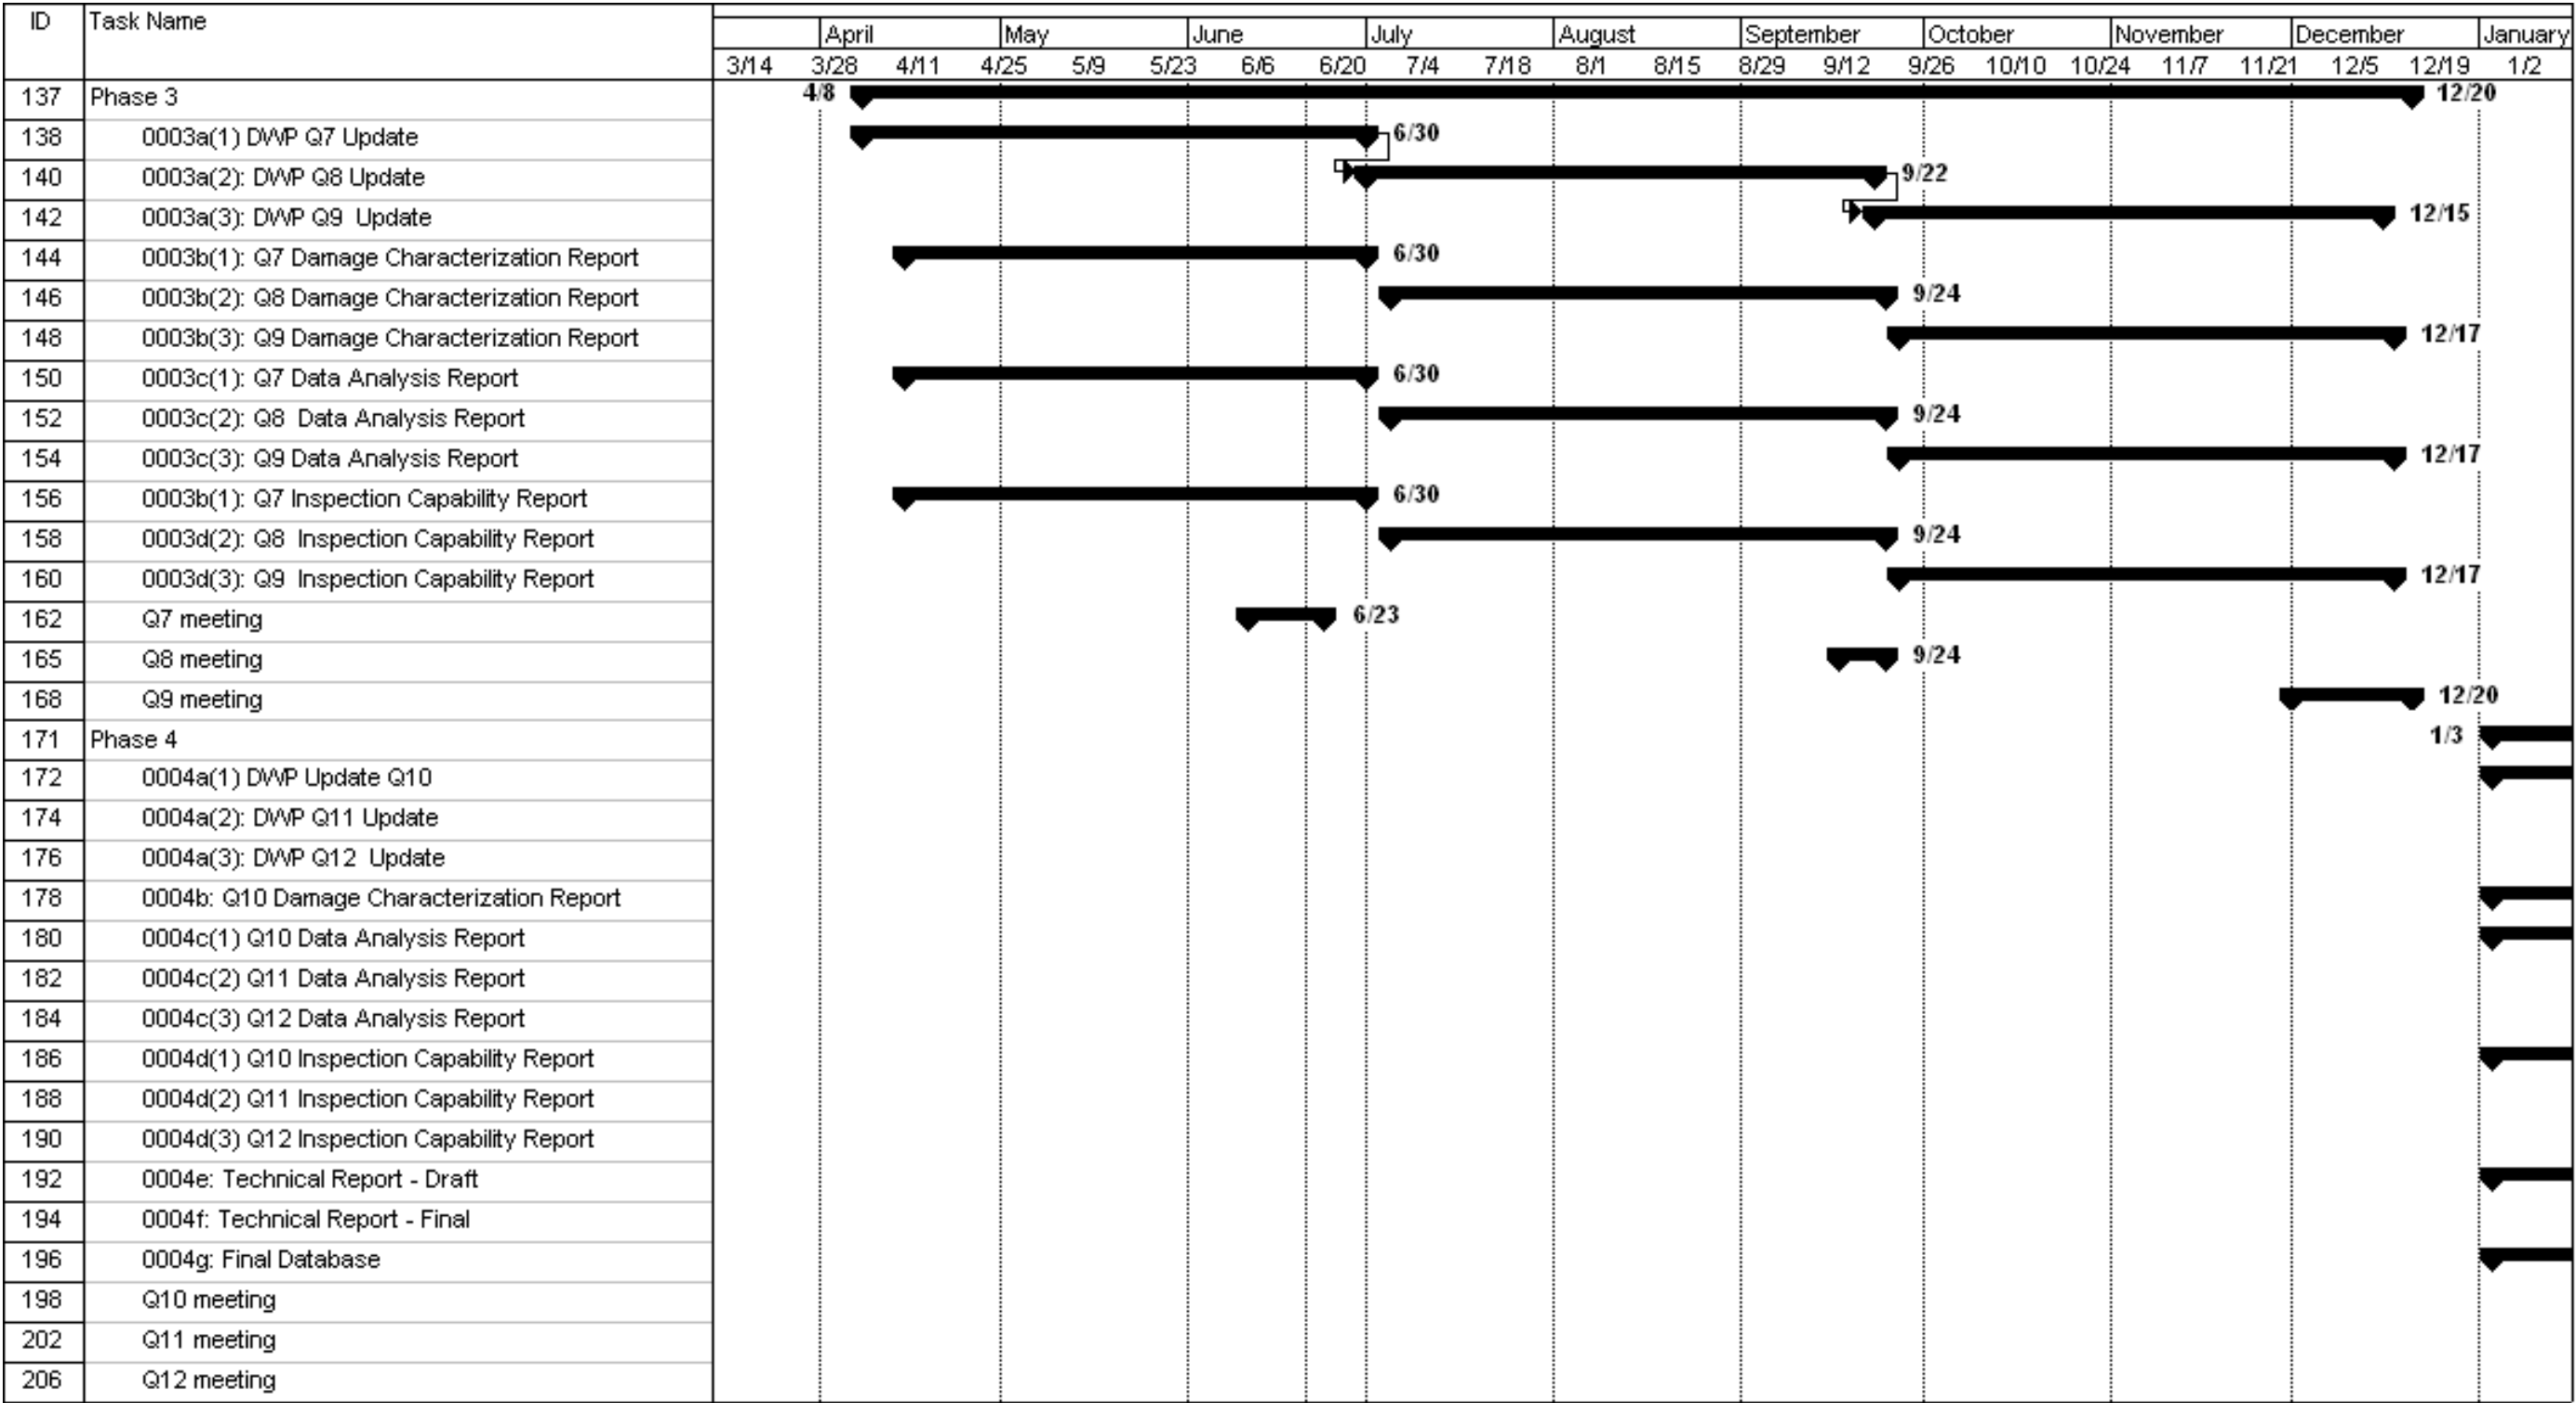 ID Task Name
April May June July August September October November December January
3/14 3/28 4/11 4/25 5/9 5/23 6/6 6/20 7/4 7/18 8/1 8/15 8/29 9/12 9/26 10/10 10/24 11/7 11/21 12/5 12/19 1/2
137 Phase 3 4/8 12/20
138 0003a(1) DWP Q7 Update 6/30
140 0003a(2): DWP Q8 Update 9/22
142 0003a(3): DWP Q9 Update 12/15
144 0003b(1): Q7 Damage Characterization Report 6/30
146 0003b(2): Q8 Damage Characterization Report 9/24
148 0003b(3): Q9 Damage Characterization Report 12/17
150 0003c(1): Q7 Data Analysis Report 6/30
152 0003c(2): Q8 Data Analysis Report 9/24
154 0003c(3): Q9 Data Analysis Report 12/17
156 0003b(1): Q7 Inspection Capability Report 6/30
158 0003d(2): Q8 Inspection Capability Report 9/24
160 0003d(3): Q9 Inspection Capability Report 12/17
162 Q7 meeting 6/23
165 Q8 meeting 9/24
168 Q9 meeting 12/20
171 Phase 4 1/3
172 0004a(1) DWP Update Q10
174 0004a(2): DWP Q11 Update
176 0004a(3): DWP Q12 Update
178 0004b: Q10 Damage Characterization Report
180 0004c(1) Q10 Data Analysis Report
182 0004c(2) Q11 Data Analysis Report
184 0004c(3) Q12 Data Analysis Report
186 0004d(1) Q10 Inspection Capability Report
188 0004d(2) Q11 Inspection Capability Report
190 0004d(3) Q12 Inspection Capability Report
192 0004e: Technical Report - Draft
194 0004f: Technical Report - Final
196 0004g: Final Database
198 Q10 meeting
202 Q11 meeting
206 Q12 meeting